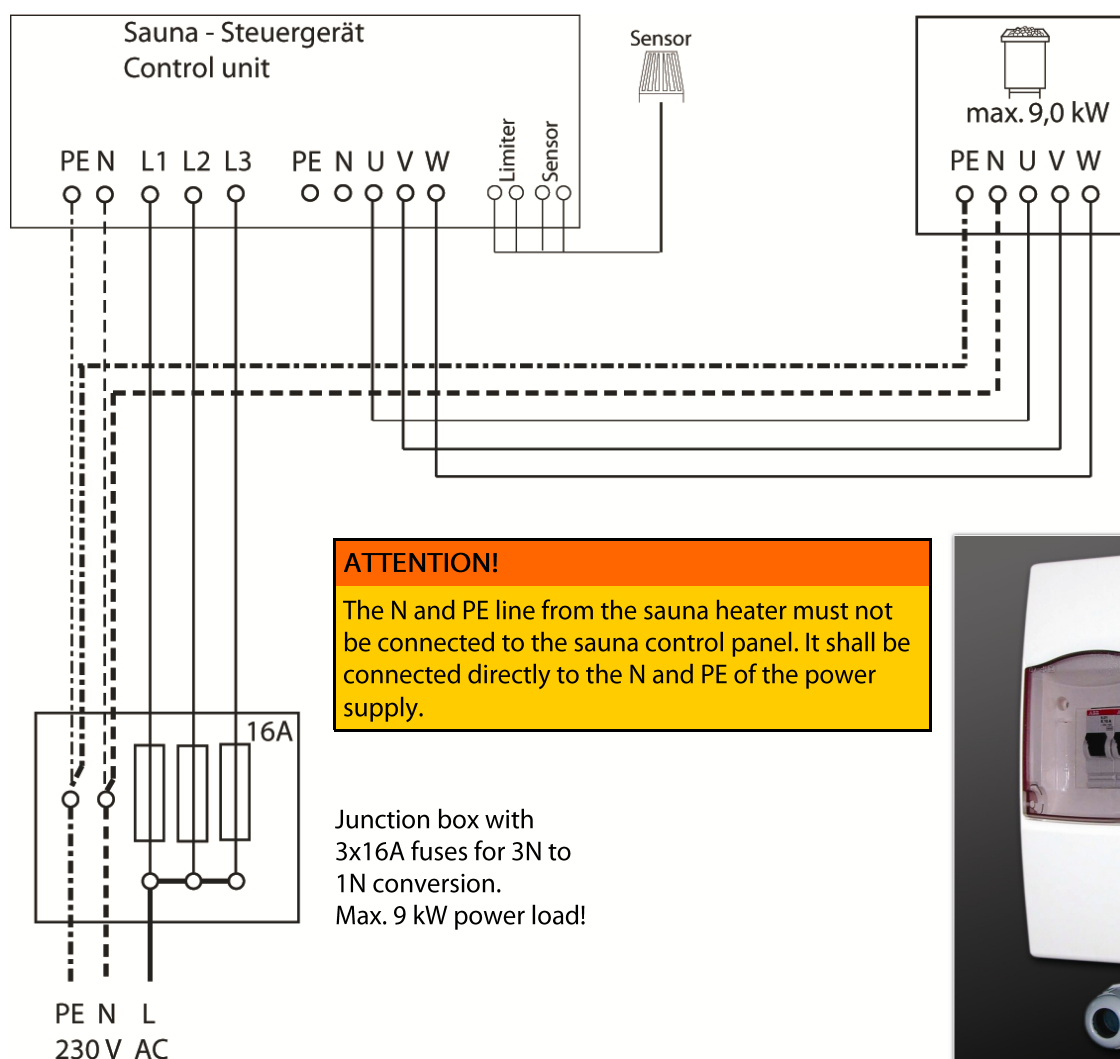 Sauna - Steuergerät
Control unit
Sensor
max. 9,0 kW
Limiter
Sensor
PE N L1 L2 L3 PE N U V W
PE N U V W
ATTENTION!
The N and PE line from the sauna heater must not
be connected to the sauna control panel. It shall be
connected directly to the N and PE of the power
supply.
16A
Junction box with
3x16A fuses for 3N to
1N conversion.
Max. 9 kW power load!
PE N L
230 V AC